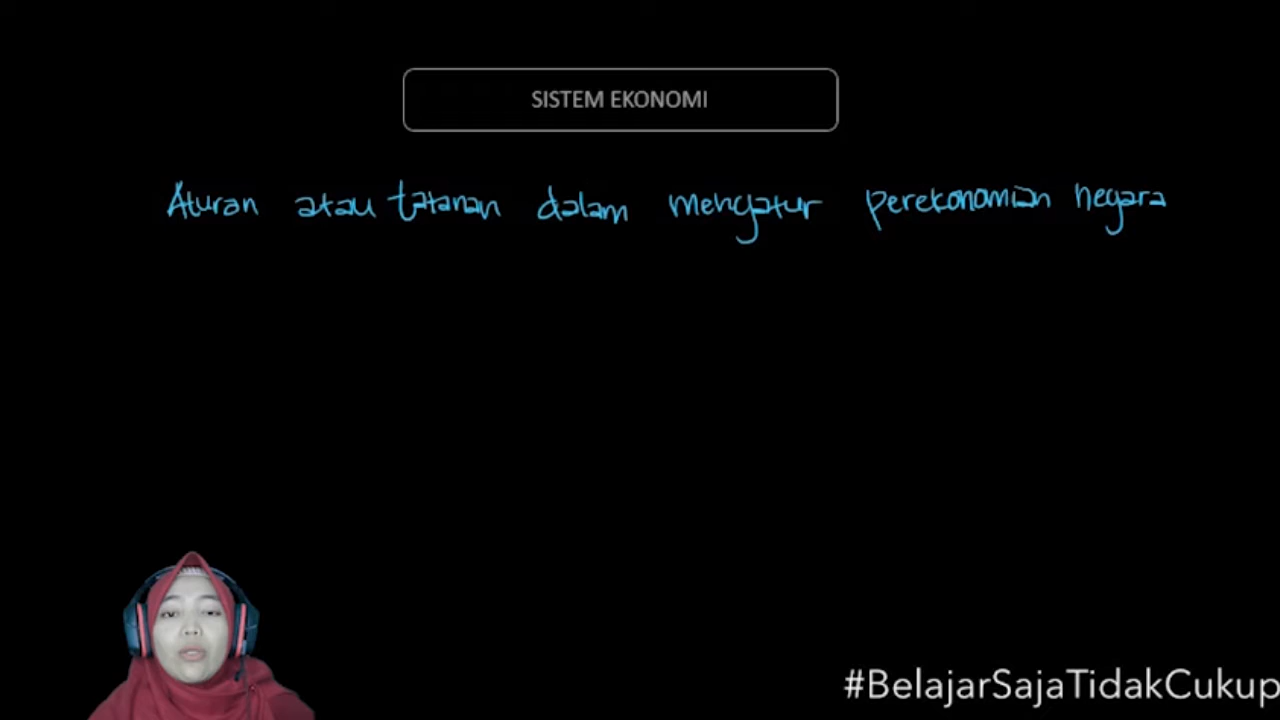 SISTEM EKONOMI
Aturan atau tatanan dalam mengatur perekonomian negara
#BelajarSajaTidakCukup